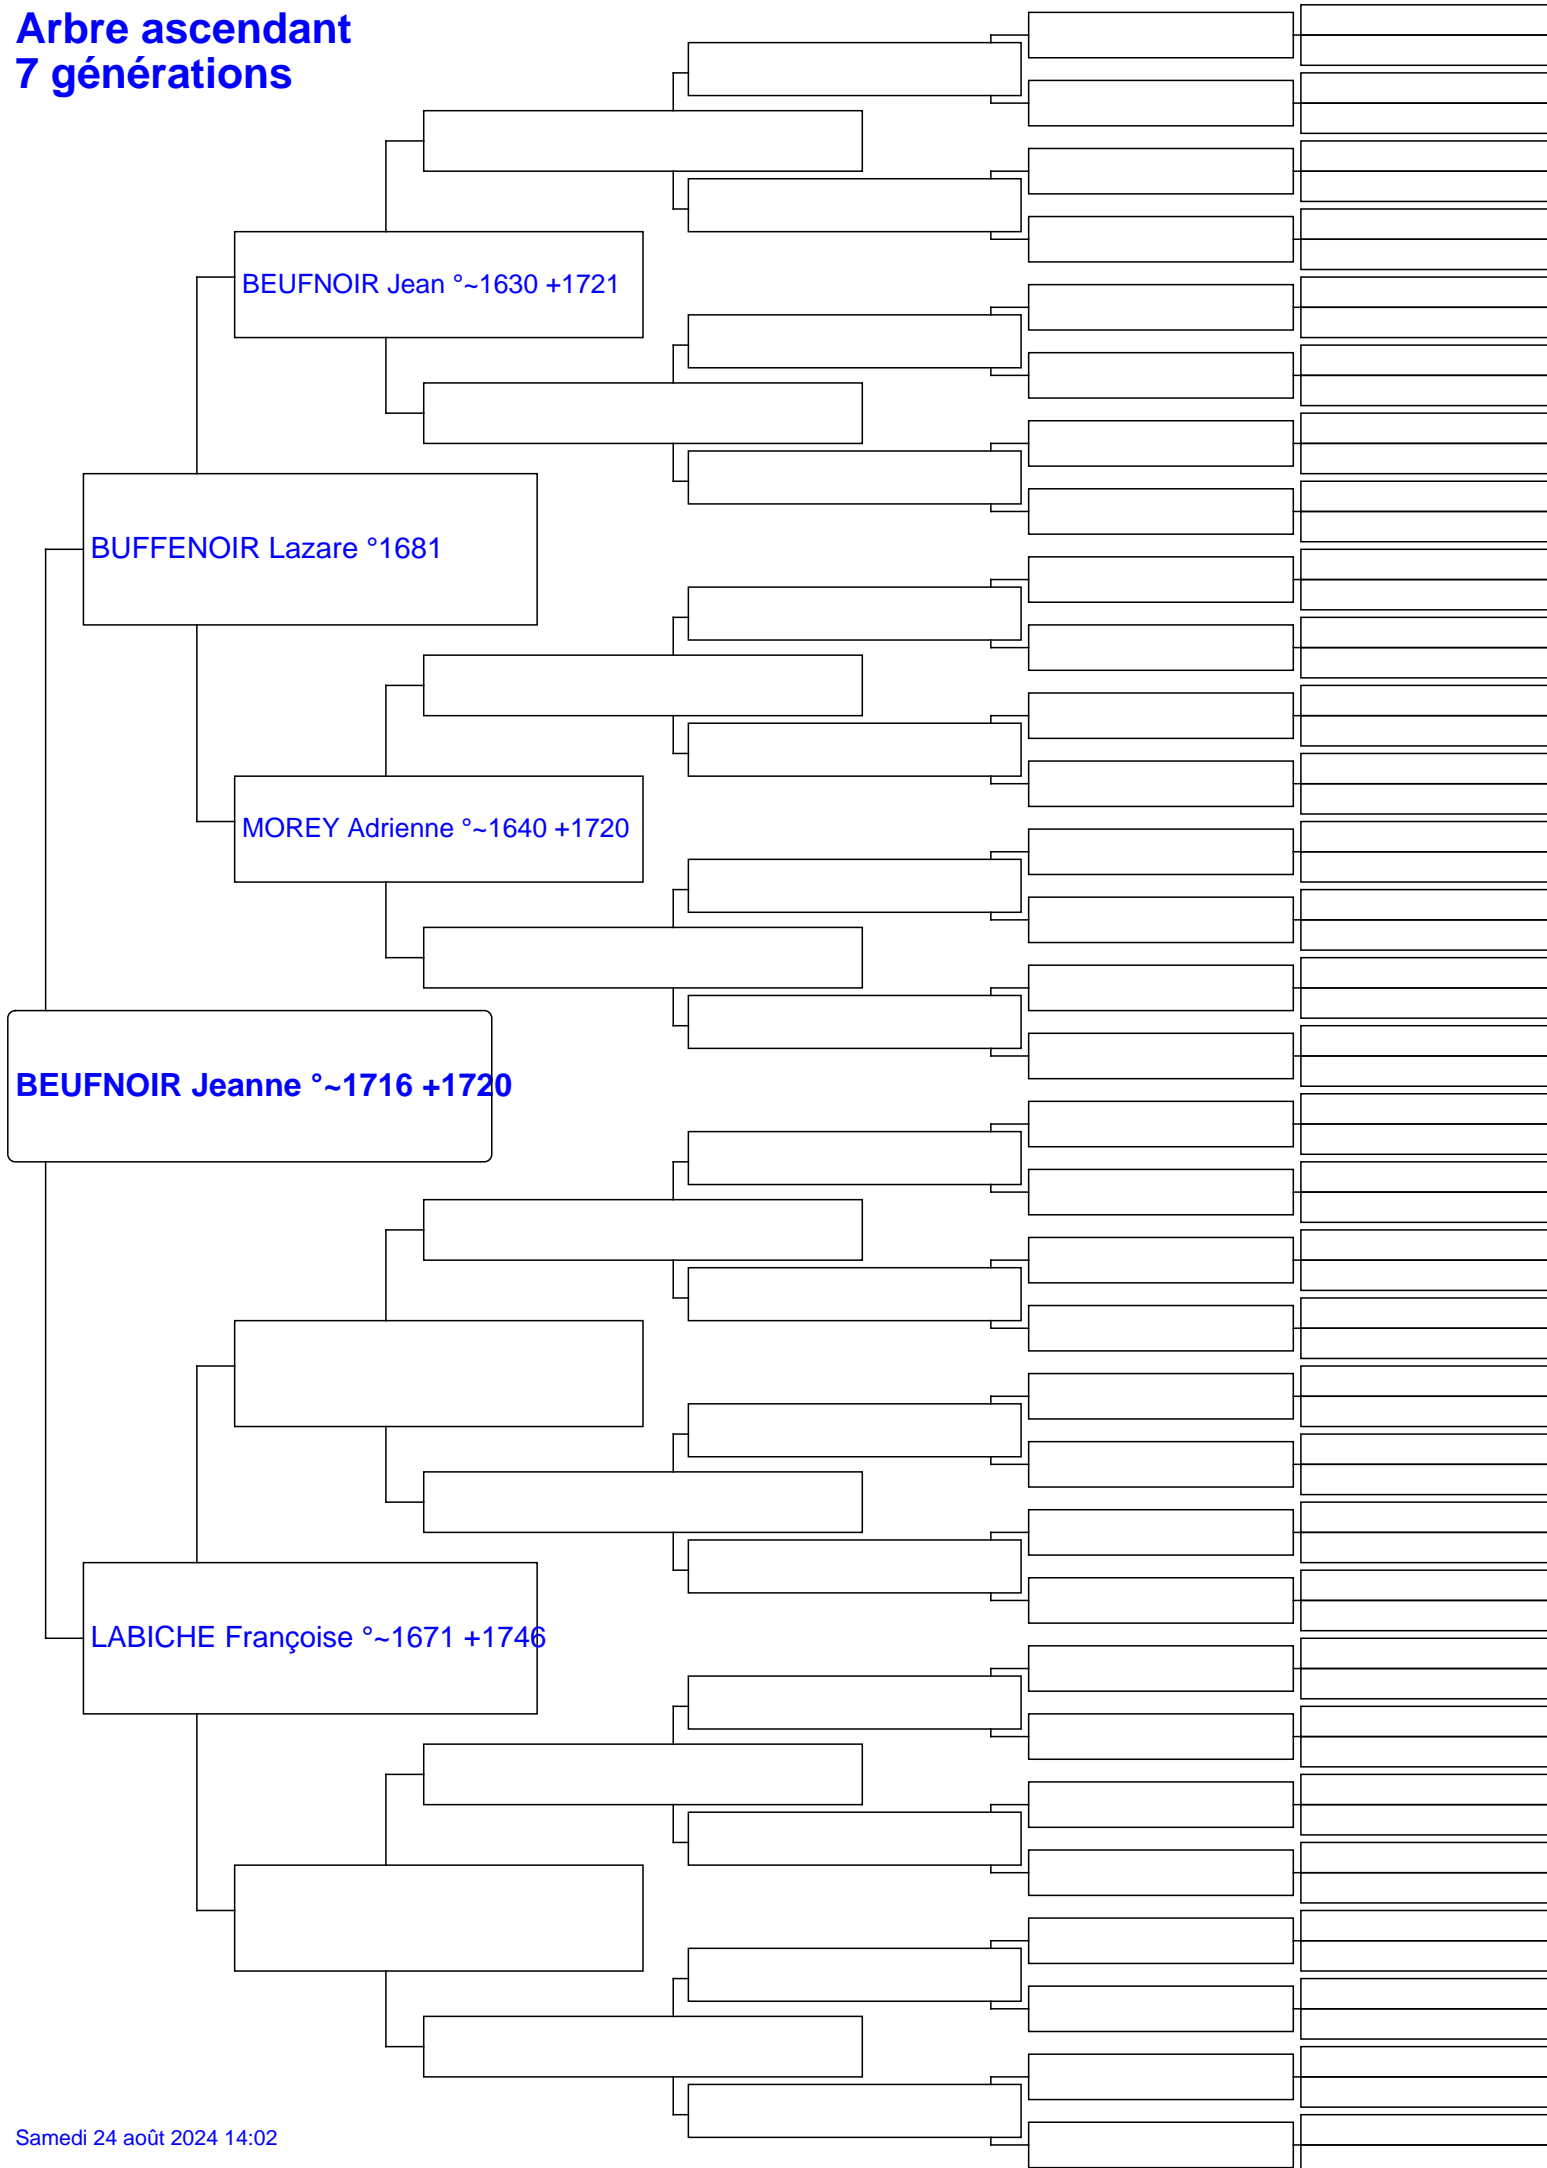 Arbre ascendant
7 générations
BEUFNOIR Jean °~1630 +1721
BUFFENOIR Lazare °1681
MOREY Adrienne °~1640 +1720
BEUFNOIR Jeanne °~1716 +1720
LABICHE Françoise °~1671 +1746
Samedi 24 août 2024 14:02